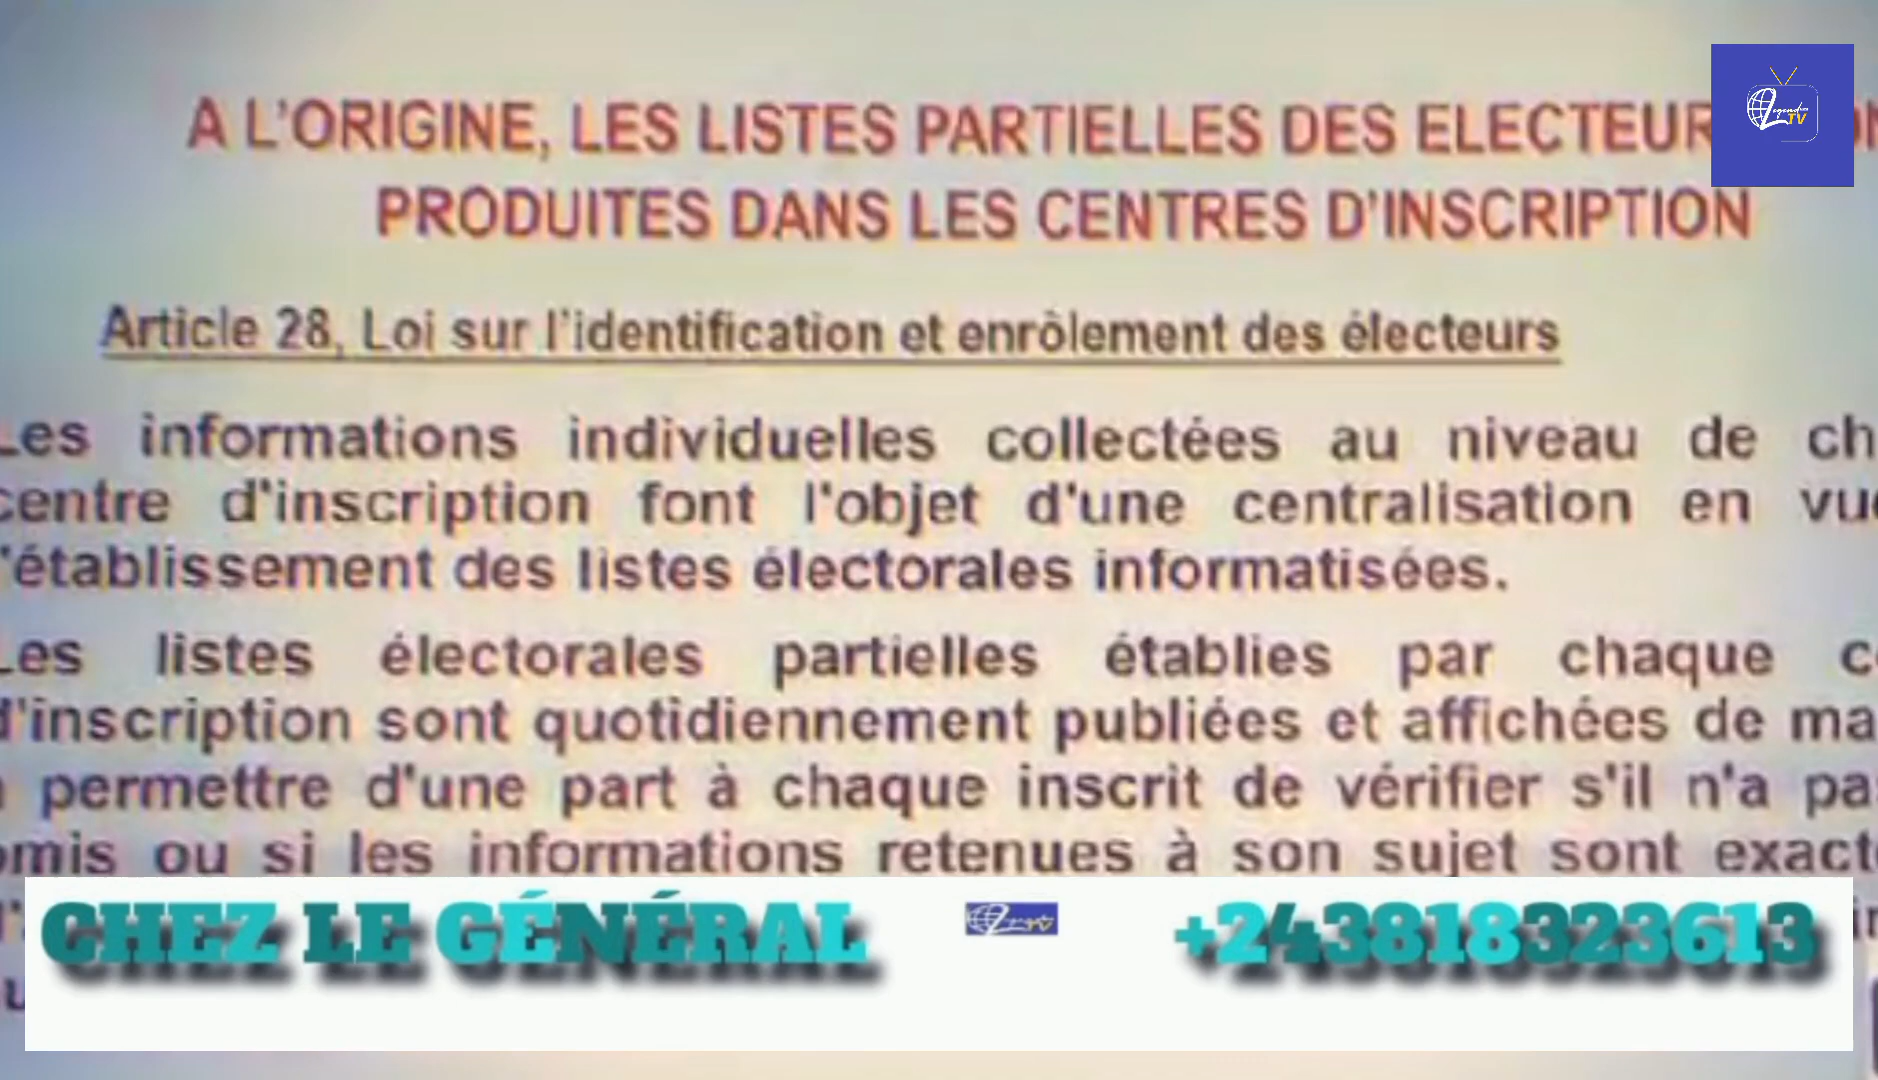 A L'ORIGINE, LES LISTES PARTIELLES DES ELECTEUR
PRODUITES DANS LES CENTRES D'INSCRIPTION
Article 28, Loi sur l'identification et enrôlement des électeurs
Les informations individuelles collectées au niveau de ch
centre d'inscription font l'objet d'une centralisation en vue
l'établissement des listes électorales informatisées.
Les listes électorales partielles établies par chaque c
d'inscription sont quotidiennement publiées et affichées de ma
à permettre d'une part à chaque inscrit de vérifier s'il n'a pa
omis ou si les informations retenues à son sujet sont exact
CHEZ LE GÉNÉRAL
+243818323613
TV